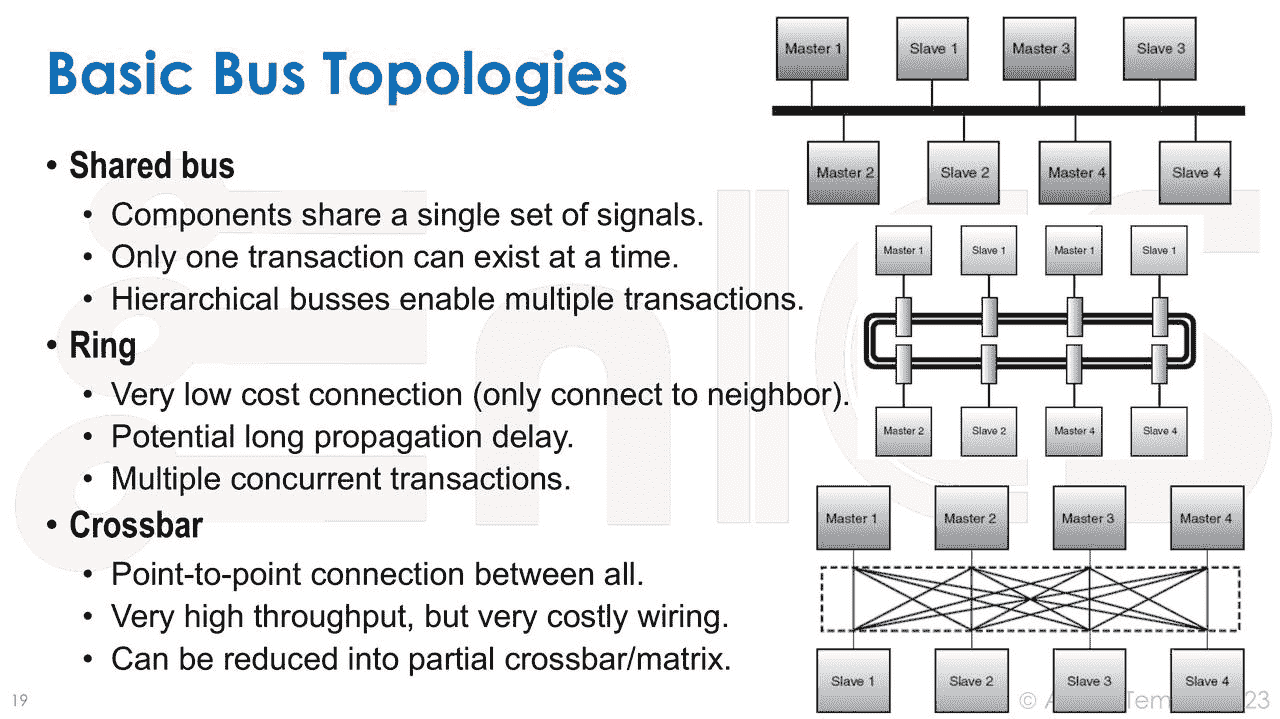 Basic Bus Topologies
• Shared bus
• Components share a single set of signals.
• Only one transaction can exist at a time.
• Hierarchical busses enable multiple transactions.
• Ring
• Very low cost connection (only connect to neighbor).
• Potential long propagation delay.
• Multiple concurrent transactions.
• Crossbar
• Point-to-point connection between all.
• Very high throughput, but very costly wiring.
• Can be reduced into partial crossbar/matrix.
Master 1 Slave 1 Master 3 Slave 3
Master 2 Slave 2 Master 4 Slave 4
Master 1 Slave 1 Master 1 Slave 1
Master 2 Slave 2 Master 4 Slave 4
Master 1 Master 2 Master 3 Master 4
Slave 1 Slave 2 Slave 3 Slave 4
19
©
EnICS